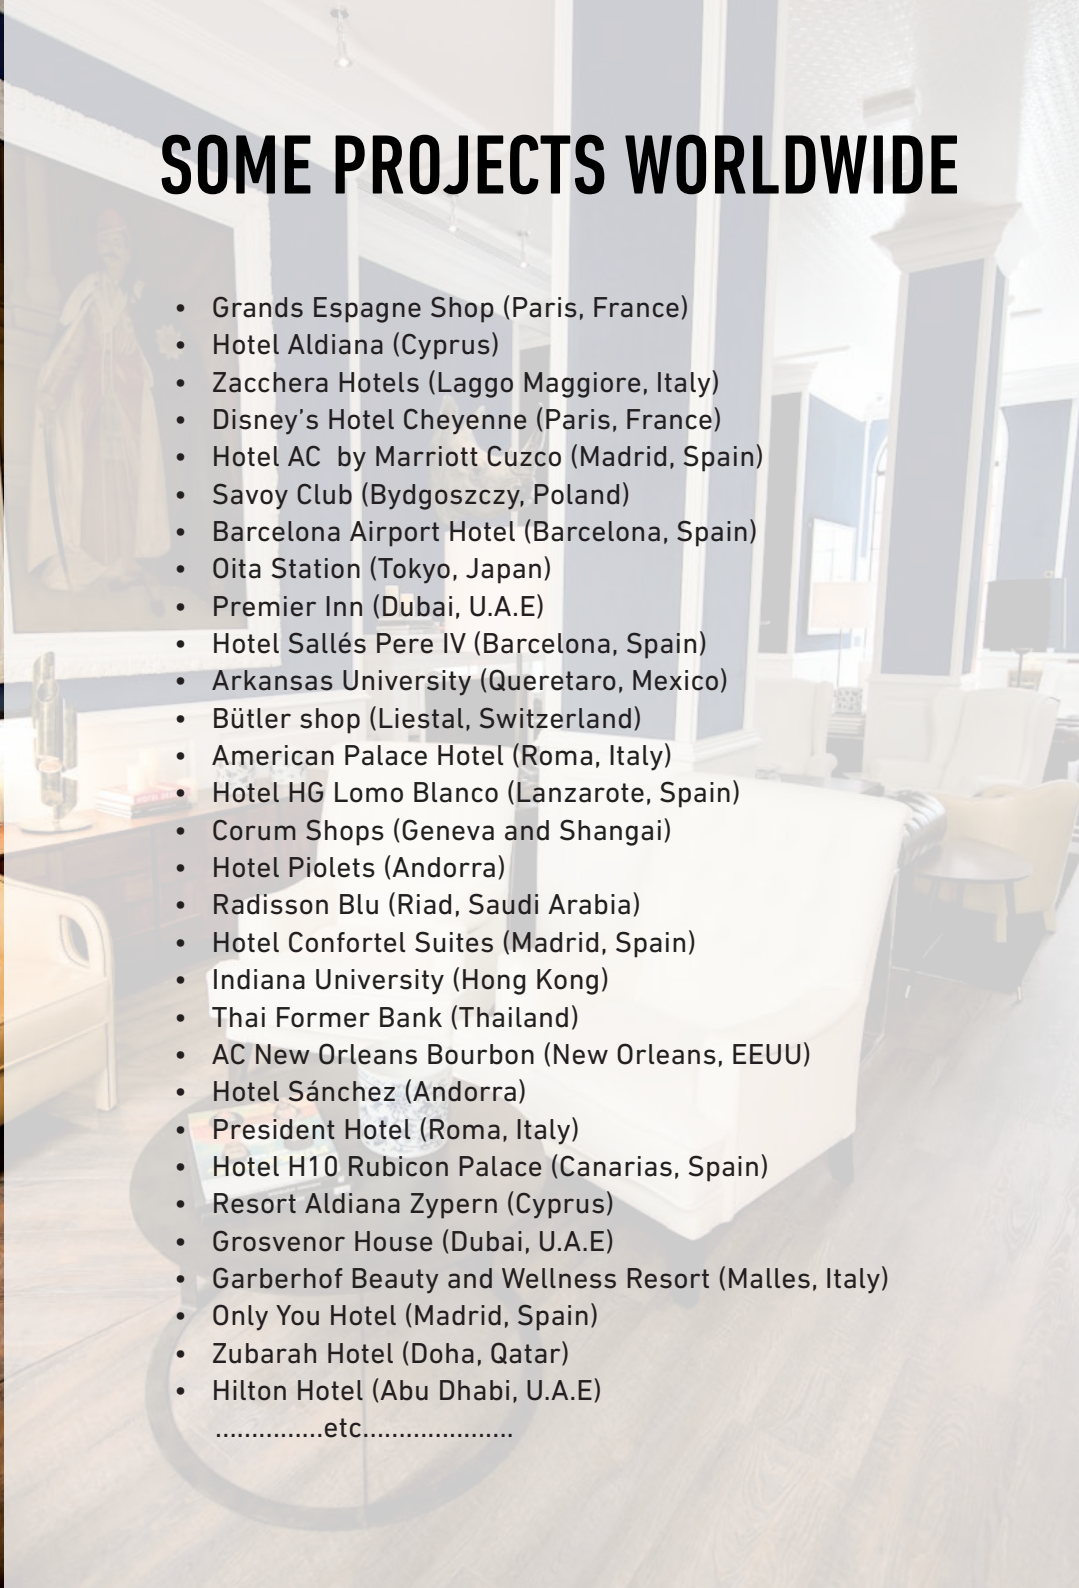 SOME PROJECTS WORLDWIDE
• Grands Espagne Shop (Paris, France)
• Hotel Aldiana (Cyprus)
• Zacchera Hotels (Laggo Maggiore, Italy)
• Disney’s Hotel Cheyenne (Paris, France)
• Hotel AC  by Marriott Cuzco (Madrid, Spain)
• Savoy Club (Bydgoszczy, Poland)
• Barcelona Airport Hotel (Barcelona, Spain)
• Oita Station (Tokyo, Japan)
• Premier Inn (Dubai, U.A.E)
• Hotel Sallés Pere IV (Barcelona, Spain)
• Arkansas University (Queretaro, Mexico)
• Bütler shop (Liestal, Switzerland)
• American Palace Hotel (Roma, Italy)
• Hotel HG Lomo Blanco (Lanzarote, Spain)
• Corum Shops (Geneva and Shangai)
• Hotel Piolets (Andorra)
• Radisson Blu (Riad, Saudi Arabia)
• Hotel Confortel Suites (Madrid, Spain)
• Indiana University (Hong Kong)
• Thai Former Bank (Thailand)
• AC New Orleans Bourbon (New Orleans, EEUU)
• Hotel Sánchez (Andorra)
• President Hotel (Roma, Italy)
• Hotel H10 Rubicon Palace (Canarias, Spain)
• Resort Aldiana Zypern (Cyprus)
• Grosvenor House (Dubai, U.A.E)
• Garberhof Beauty and Wellness Resort (Malles, Italy)
• Only You Hotel (Madrid, Spain)
• Zubarah Hotel (Doha, Qatar)
• Hilton Hotel (Abu Dhabi, U.A.E)
...............etc.....................